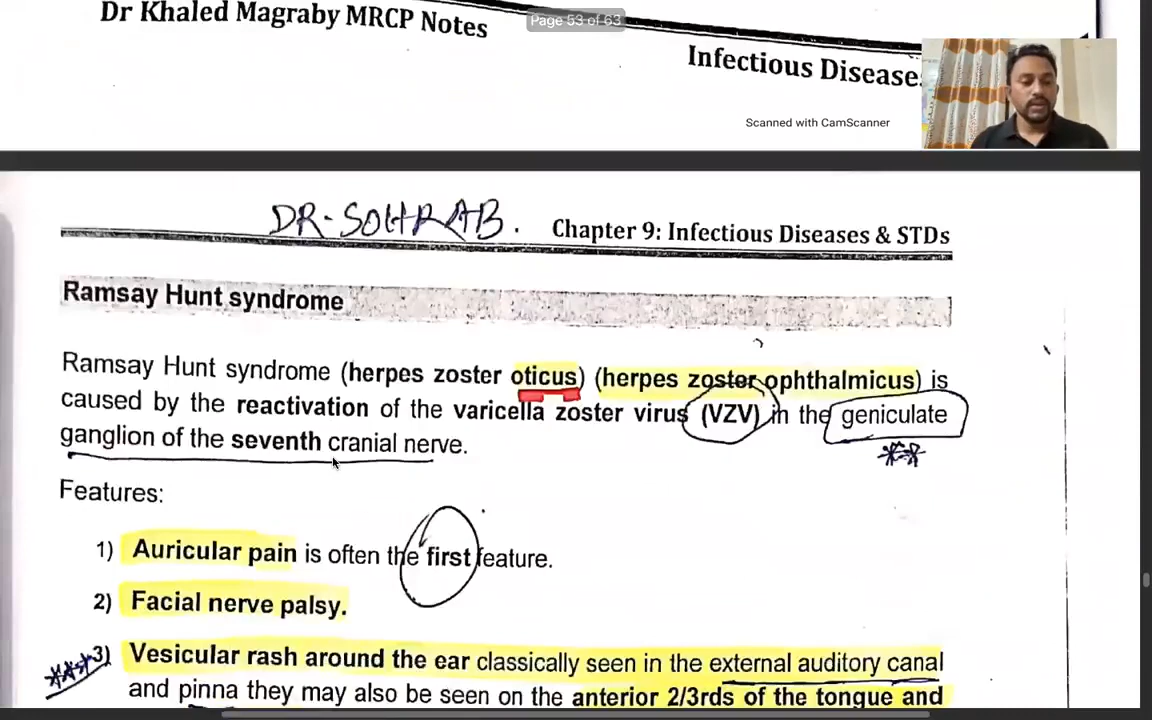 Dr Khaled Magraby MRCP Notes
Page 53 of 63
Infectious Disease
Scanned with CamScanner
DR-SOHRAB.
Chapter 9: Infectious Diseases & STDs
Ramsay Hunt syndrome
Ramsay Hunt syndrome (herpes zoster oticus) (herpes zoster ophthalmicus) is
caused by the reactivation of the varicella zoster virus (VZV) in the geniculate
ganglion of the seventh cranial nerve.
Features:
1) Auricular pain is often the first feature.
2) Facial nerve palsy.
3) Vesicular rash around the ear classically seen in the external auditory canal
and pinna they may also be seen on the anterior 2/3rds of the tongue and